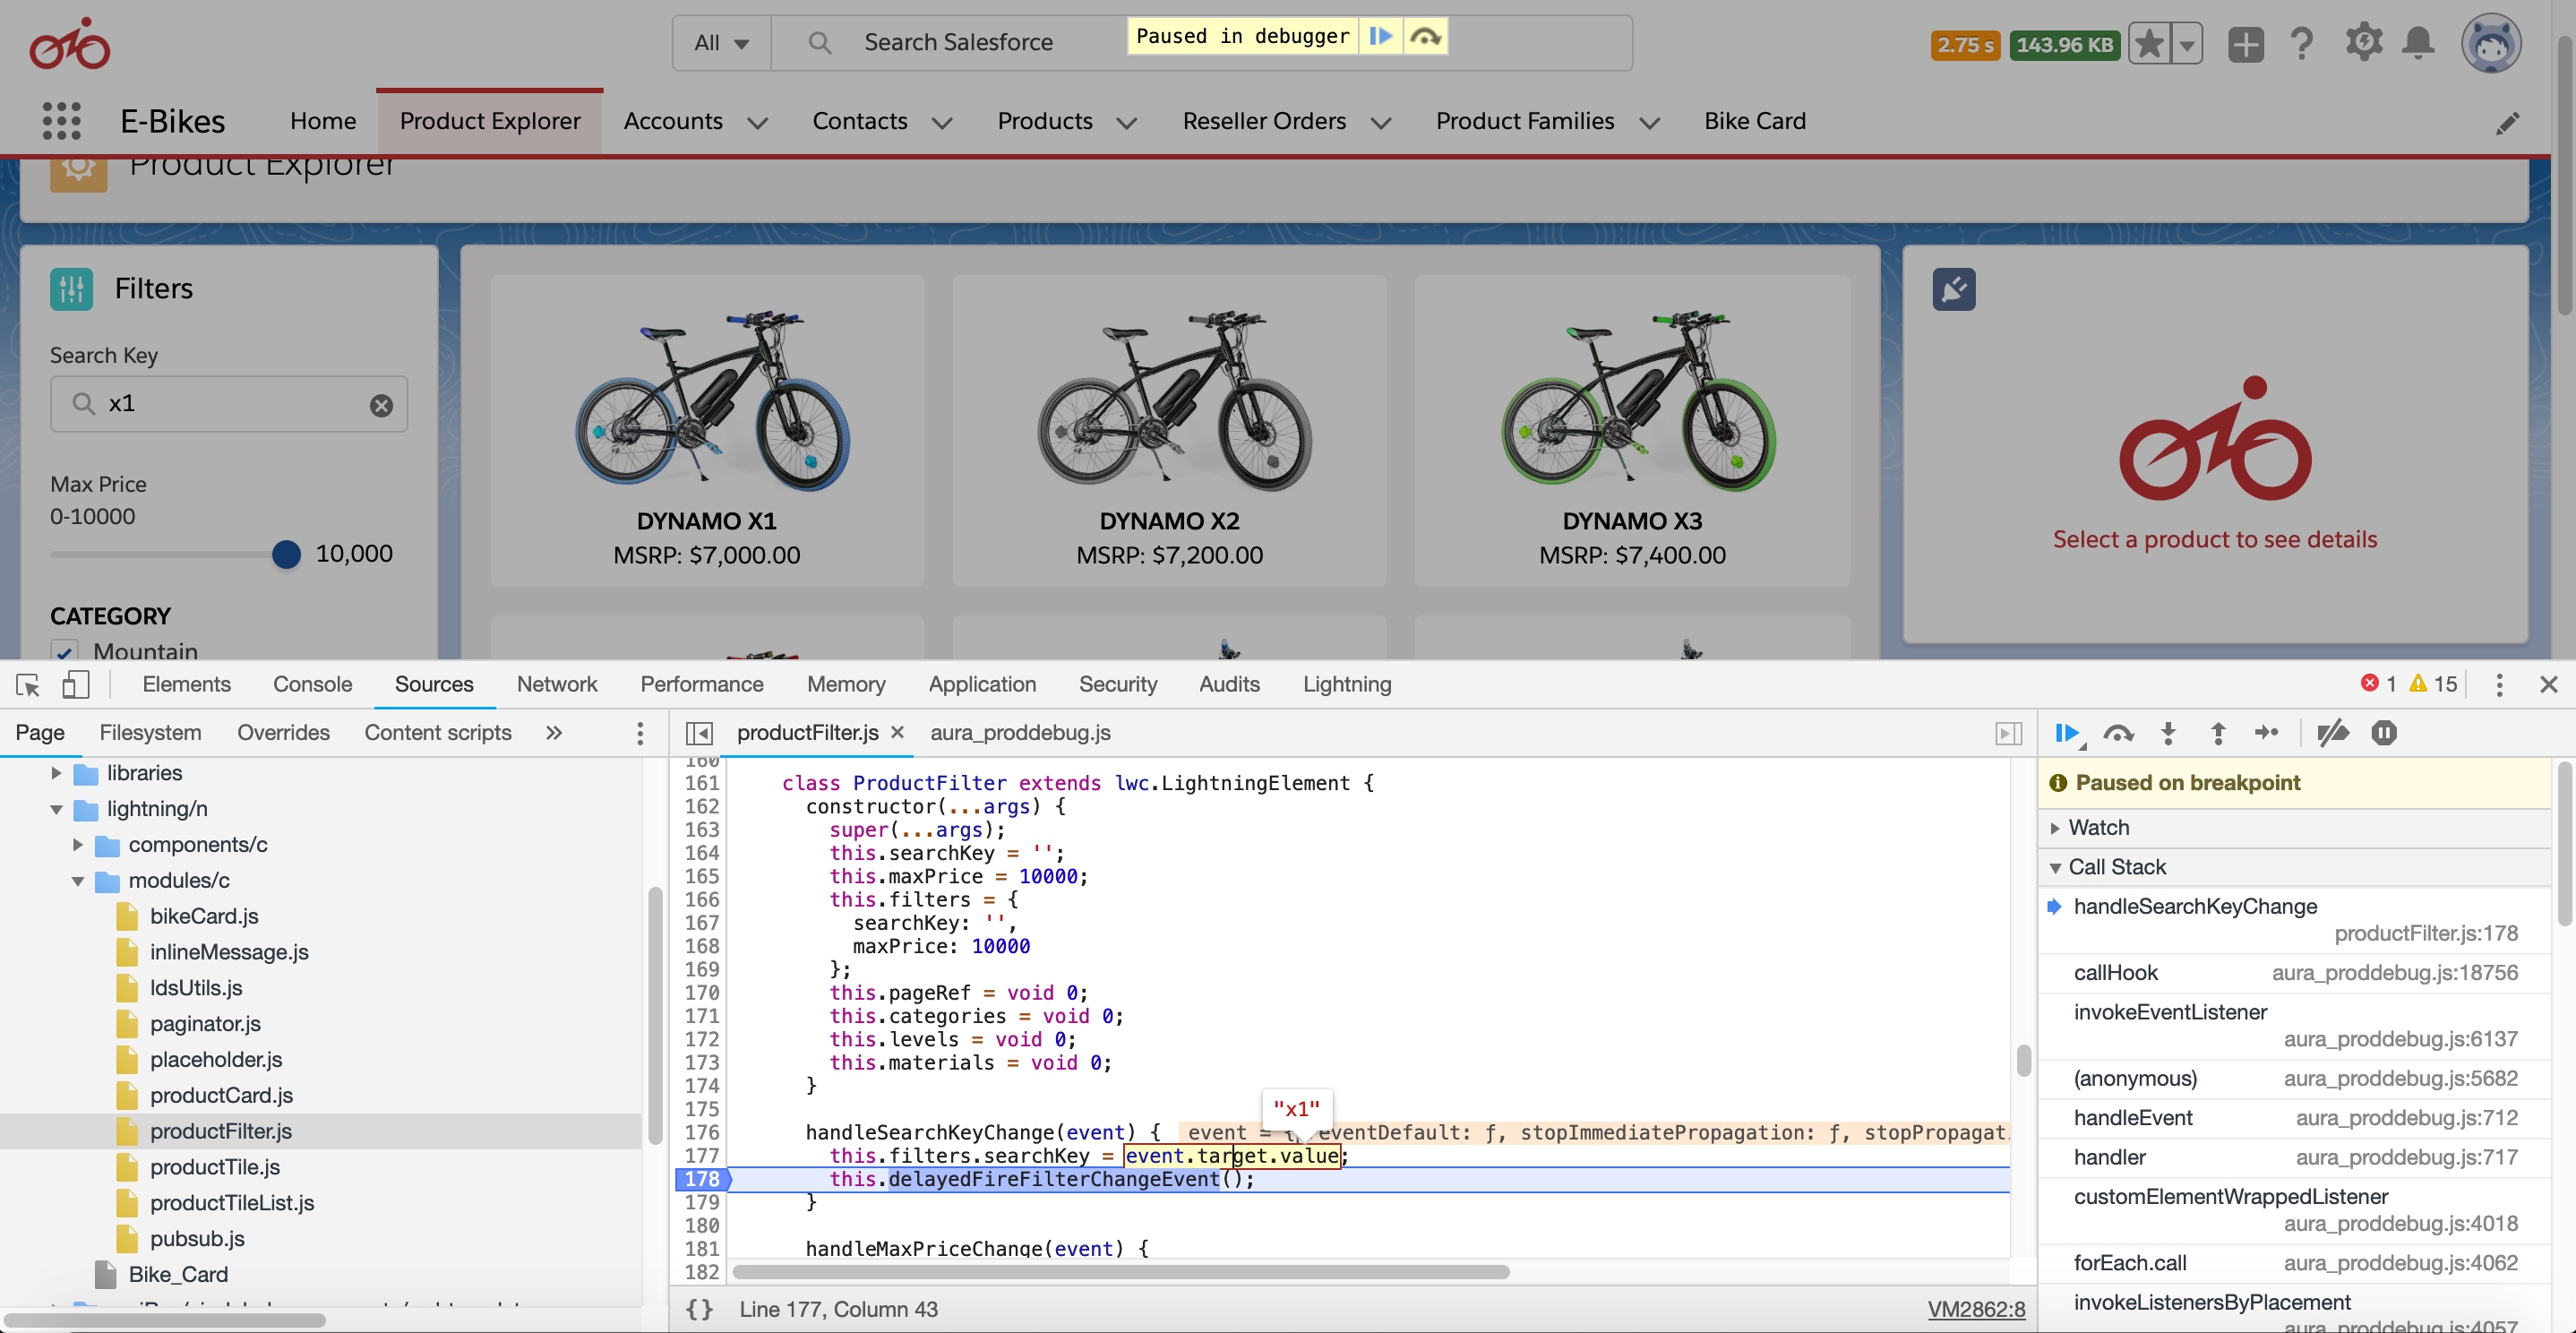 All
Search Salesforce
Paused in debugger
2.75 s
143.96 KB
E-Bikes
Home
Product Explorer
Accounts
Contacts
Products
Reseller Orders
Product Families
Bike Card
Product Explorer
Filters
Search Key
x1
Max Price
0-10000
10,000
CATEGORY
Mountain
DYNAMO X1
MSRP: $7,000.00
DYNAMO X2
MSRP: $7,200.00
DYNAMO X3
MSRP: $7,400.00
Select a product to see details
Elements
Console
Sources
Network
Performance
Memory
Application
Security
Audits
Lightning
1
15
Page
Filesystem
Overrides
Content scripts
»
libraries
lightning/n
components/c
modules/c
bikeCard.js
inlineMessage.js
ldsUtils.js
paginator.js
placeholder.js
productCard.js
productFilter.js
productTile.js
productTileList.js
pubsub.js
Bike_Card
productFilter.js ×
aura_proddebug.js
160
161 class ProductFilter extends lwc.LightningElement {
162 constructor(...args) {
163 super(...args);
164 this.searchKey = '';
165 this.maxPrice = 10000;
166 this.filters = {
167 searchKey: '',
168 maxPrice: 10000
169 };
170 this.pageRef = void 0;
171 this.categories = void 0;
172 this.levels = void 0;
173 this.materials = void 0;
174 }
175
"x1"
176 handleSearchKeyChange(event) { event = {preventDefault: ƒ, stopImmediatePropagation: ƒ, stopPropagat
177 this.filters.searchKey = event.target.value;
178 this.delayedFireFilterChangeEvent();
179 }
180
181 handleMaxPriceChange(event) {
182
{} Line 177, Column 43
VM2862:8
Paused on breakpoint
Watch
Call Stack
handleSearchKeyChange
productFilter.js:178
callHook aura_proddebug.js:18756
invokeEventListener
aura_proddebug.js:6137
(anonymous) aura_proddebug.js:5682
handleEvent aura_proddebug.js:712
handler aura_proddebug.js:717
customElementWrappedListener
aura_proddebug.js:4018
forEach.call aura_proddebug.js:4062
invokeListenersByPlacement
aura_proddebug.js:4057